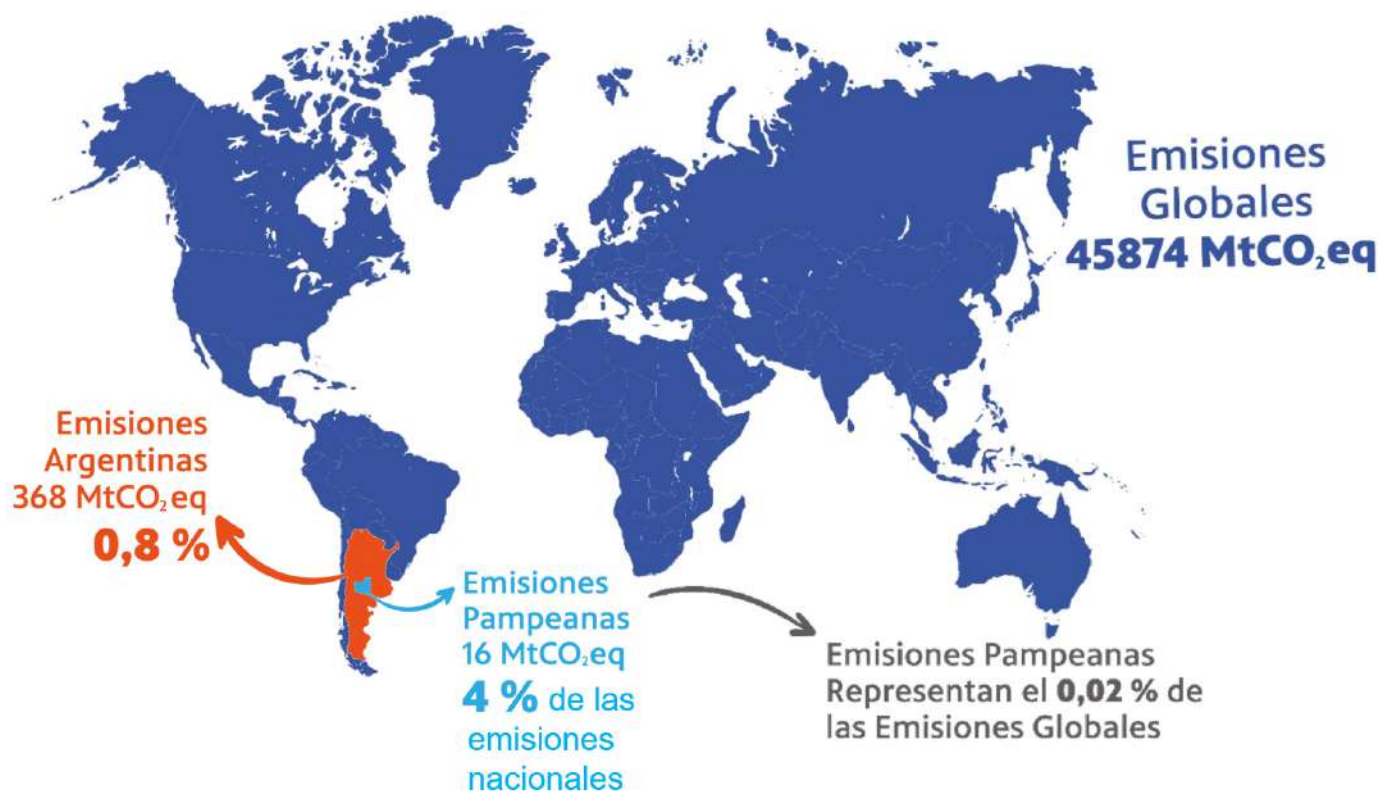 Emisiones
Globales
45874 MtCO₂eq
Emisiones
Argentinas
368 MtCO₂eq
0,8 %
Emisiones
Pampeanas
16 MtCO₂eq
4 % de las
emisiones
nacionales
Emisiones Pampeanas
Representan el 0,02 % de
las Emisiones Globales